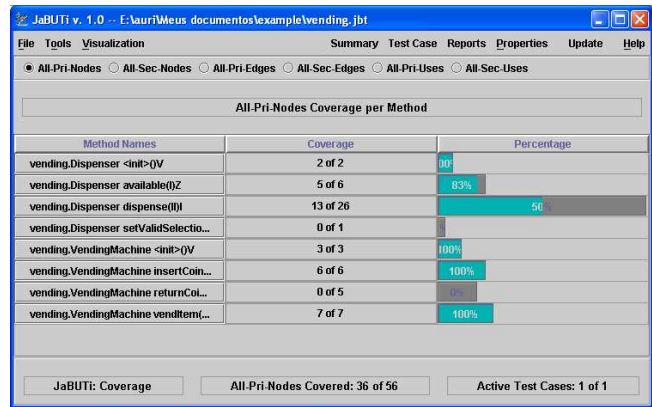 JaBUTi v. 1.0 -- E:\auri\Meus documentos\example\vending.jbt
File Tools Visualization Summary Test Case Reports Properties Update Help
All-Pri-Nodes All-Sec-Nodes All-Pri-Edges All-Sec-Edges All-Pri-Uses All-Sec-Uses
All-Pri-Nodes Coverage per Method
Method Names Coverage Percentage
vending.Dispenser <init>()V 2 of 2
vending.Dispenser available(I)Z 5 of 6 83%
vending.Dispenser dispense(II)I 13 of 26 50%
vending.Dispenser setValidSelectio... 0 of 1
vending.VendingMachine <init>()V 3 of 3 100%
vending.VendingMachine insertCoin... 6 of 6 100%
vending.VendingMachine returnCoi... 0 of 5 0%
vending.VendingMachine vendItem(... 7 of 7 100%
JaBUTi: Coverage All-Pri-Nodes Covered: 36 of 56 Active Test Cases: 1 of 1